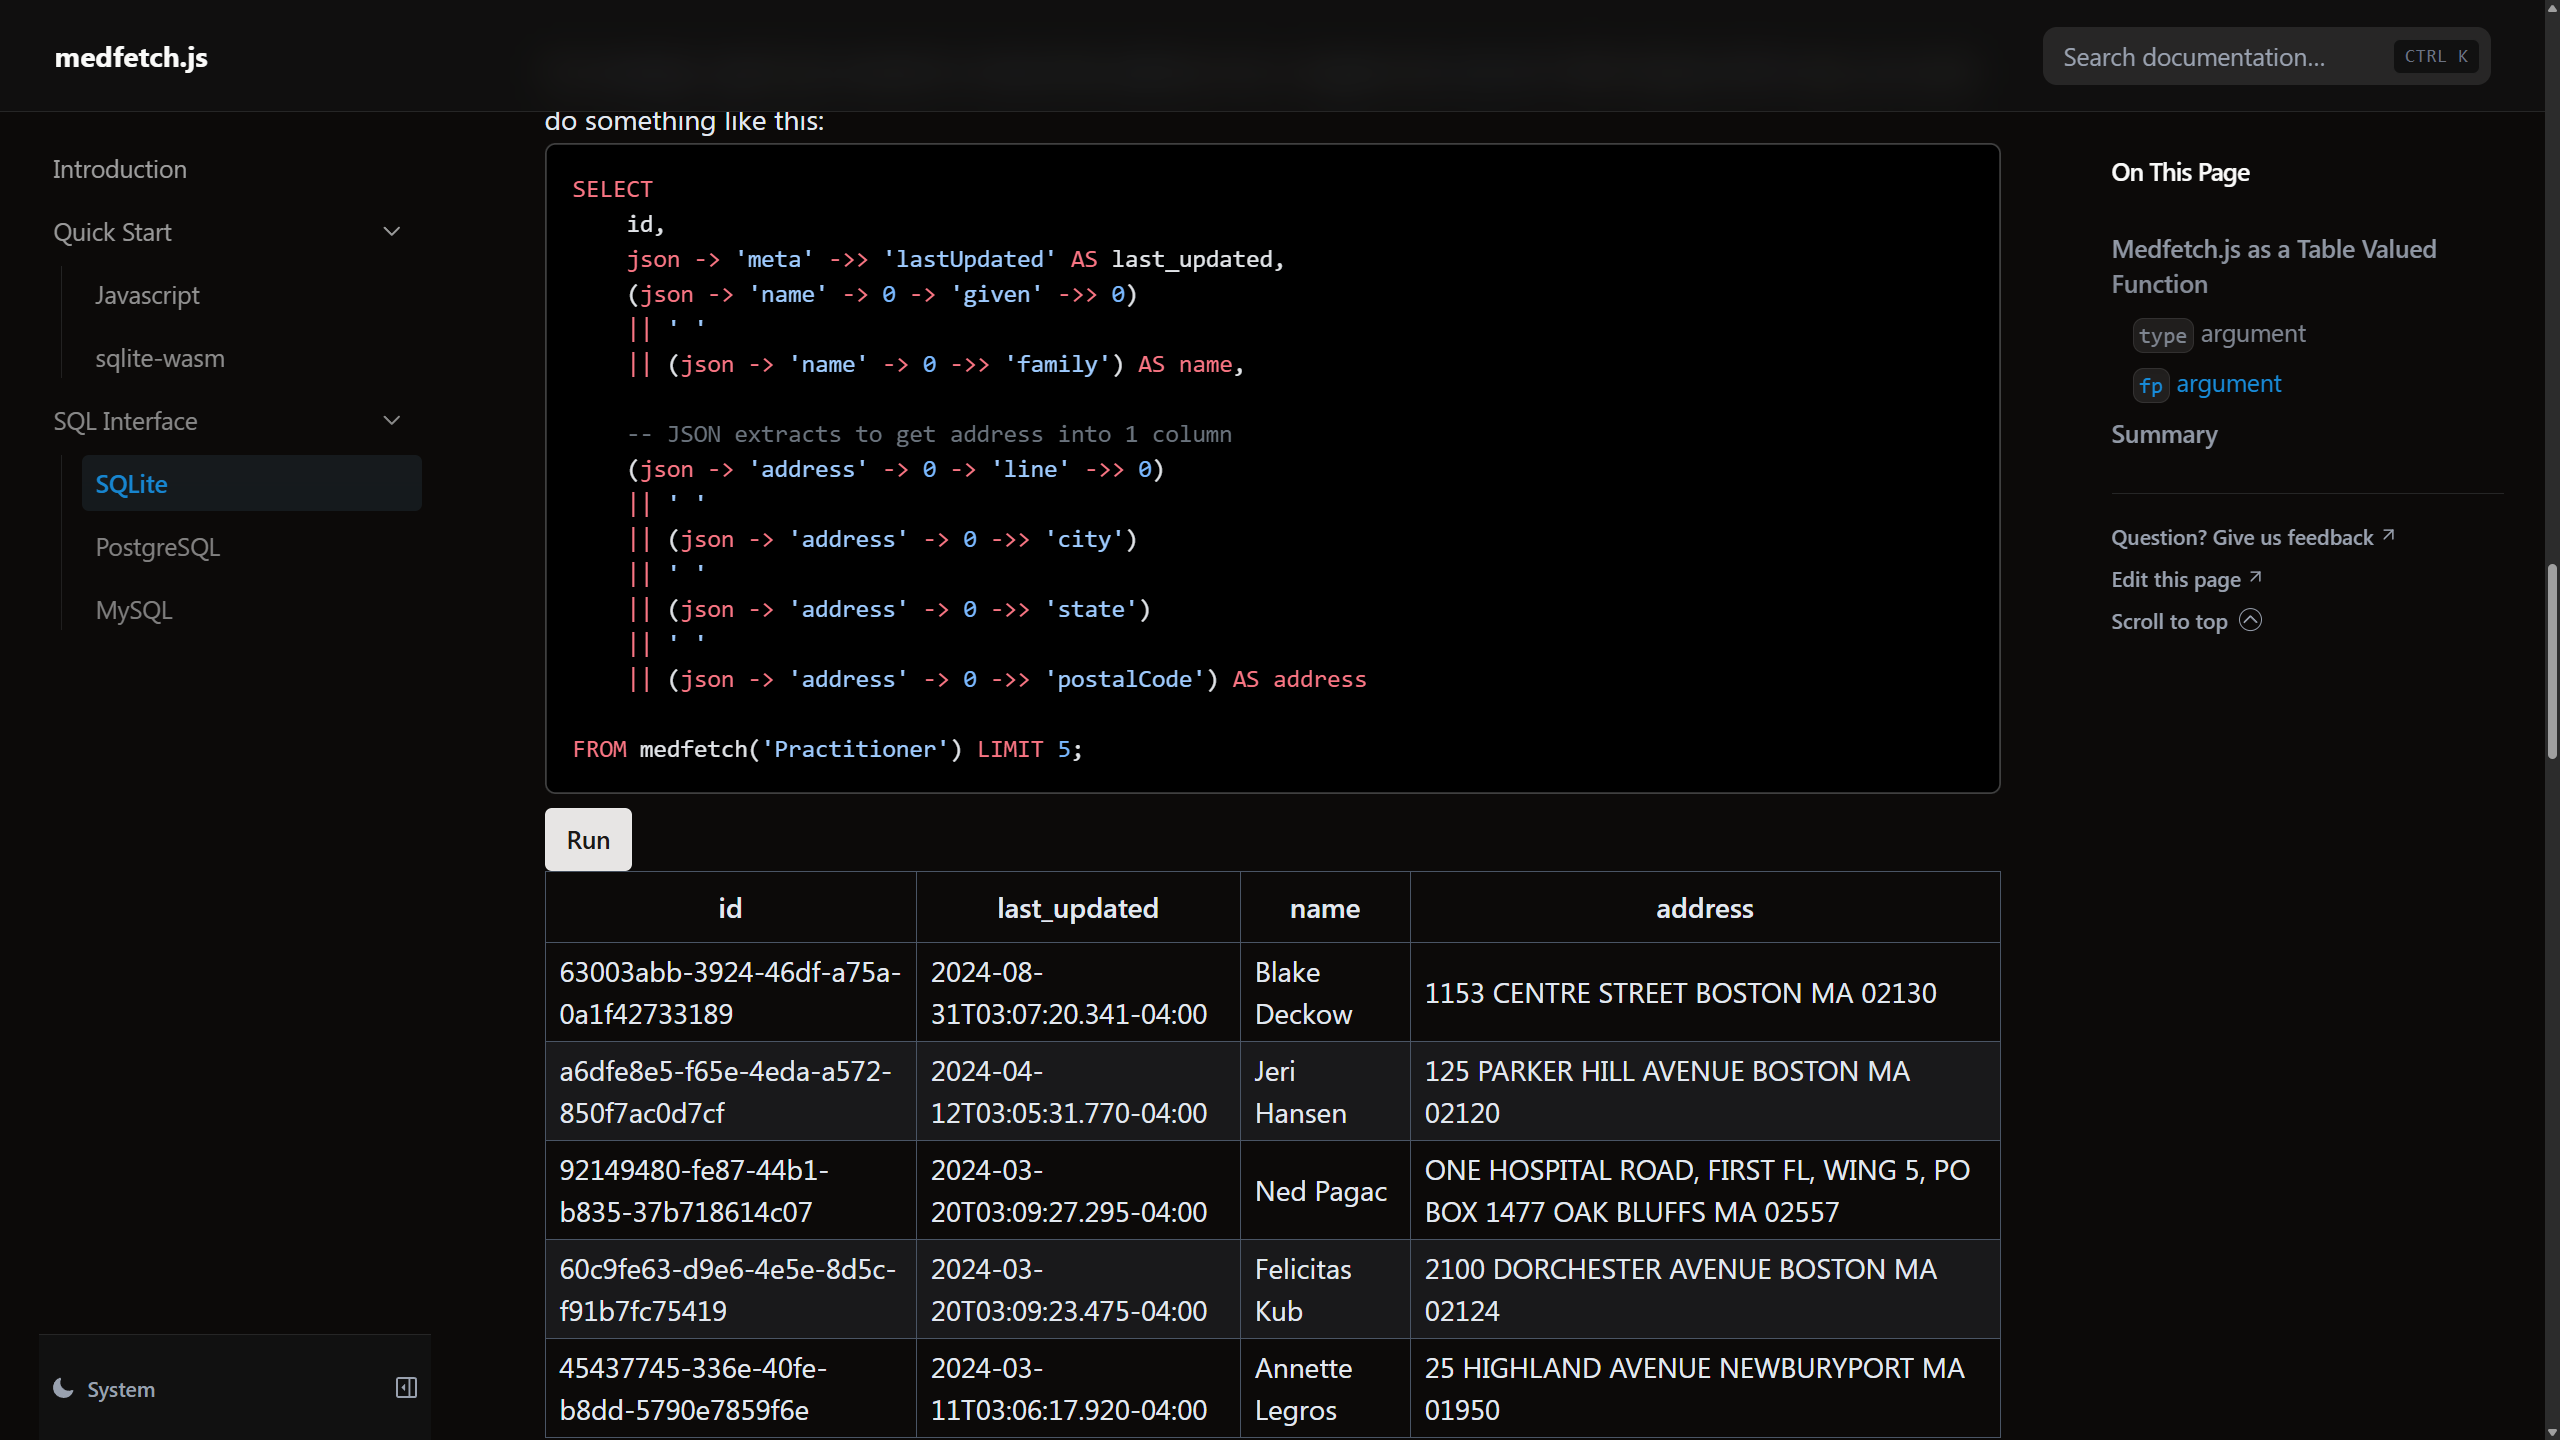 medfetch.js
Search documentation...
CTRL K
Introduction
Quick Start
Javascript
sqlite-wasm
SQL Interface
SQLite
PostgreSQL
MySQL
System
do something like this:
SELECT
    id,
    json -> 'meta' ->> 'lastUpdated' AS last_updated,
    (json -> 'name' -> 0 -> 'given' ->> 0)
    || ' '
    || (json -> 'name' -> 0 ->> 'family') AS name,
    -- JSON extracts to get address into 1 column
    (json -> 'address' -> 0 -> 'line' ->> 0)
    || ' '
    || (json -> 'address' -> 0 ->> 'city')
    || ' '
    || (json -> 'address' -> 0 ->> 'state')
    || ' '
    || (json -> 'address' -> 0 ->> 'postalCode') AS address
FROM medfetch('Practitioner') LIMIT 5;
Run
id last_updated name address
63003abb-3924-46df-a75a-
0a1f42733189
2024-08-
31T03:07:20.341-04:00
Blake
Deckow
1153 CENTRE STREET BOSTON MA 02130
a6dfe8e5-f65e-4eda-a572-
850f7ac0d7cf
2024-04-
12T03:05:31.770-04:00
Jeri
Hansen
125 PARKER HILL AVENUE BOSTON MA
02120
92149480-fe87-44b1-
b835-37b718614c07
2024-03-
20T03:09:27.295-04:00
Ned Pagac
ONE HOSPITAL ROAD, FIRST FL, WING 5, PO
BOX 1477 OAK BLUFFS MA 02557
60c9fe63-d9e6-4e5e-8d5c-
f91b7fc75419
2024-03-
20T03:09:23.475-04:00
Felicitas
Kub
2100 DORCHESTER AVENUE BOSTON MA
02124
45437745-336e-40fe-
b8dd-5790e7859f6e
2024-03-
11T03:06:17.920-04:00
Annette
Legros
25 HIGHLAND AVENUE NEWBURYPORT MA
01950
On This Page
Medfetch.js as a Table Valued
Function
type argument
fp argument
Summary
Question? Give us feedback
Edit this page
Scroll to top